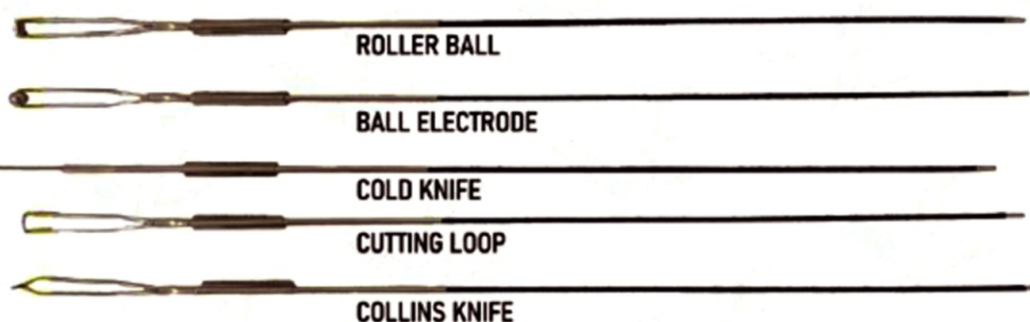 ROLLER BALL
BALL ELECTRODE
COLD KNIFE
CUTTING LOOP
COLLINS KNIFE